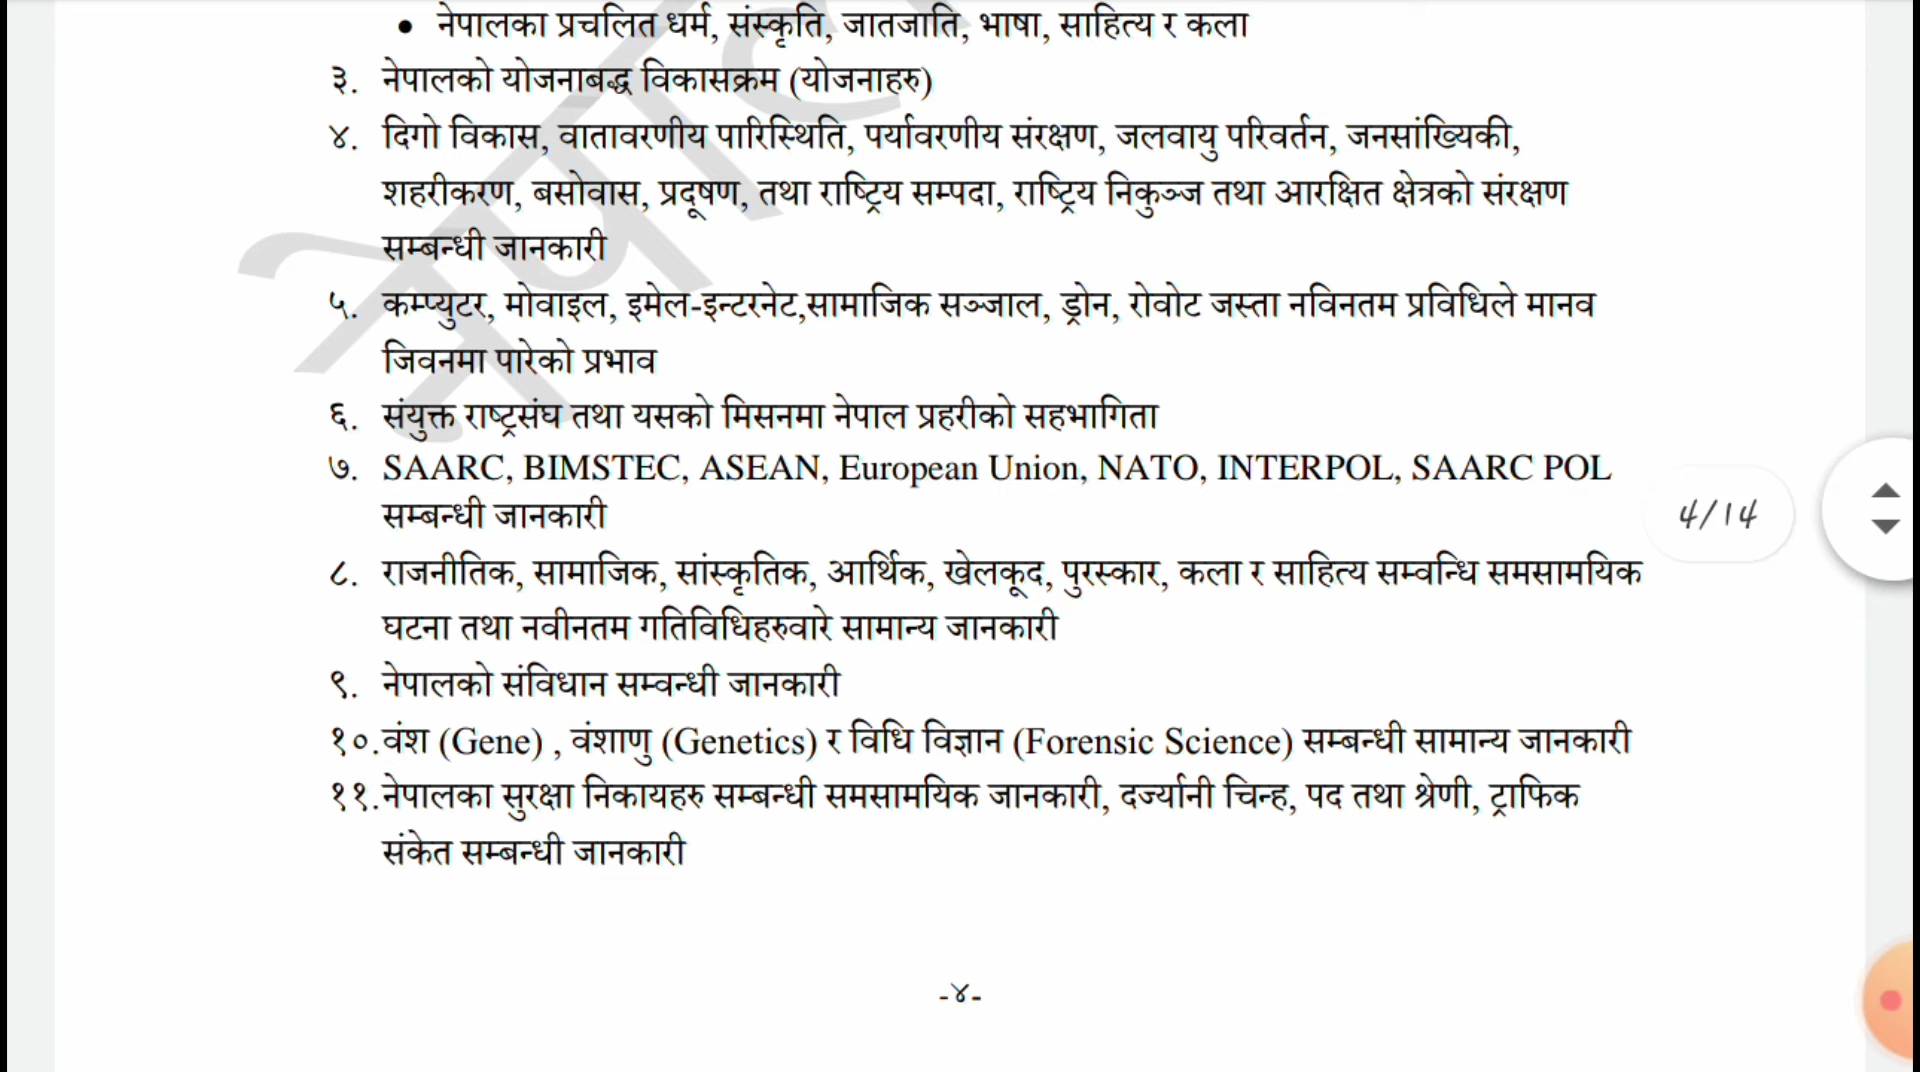 • नेपालका प्रचलित धर्म, संस्कृति, जातजाति, भाषा, साहित्य र कला
३. नेपालको योजनाबद्ध विकासक्रम (योजनाहरु)
४. दिगो विकास, वातावरणीय पारिस्थिति, पर्यावरणीय संरक्षण, जलवायु परिवर्तन, जनसांख्यिकी,
शहरीकरण, बसोवास, प्रदूषण, तथा राष्ट्रिय सम्पदा, राष्ट्रिय निकुञ्ज तथा आरक्षित क्षेत्रको संरक्षण
सम्बन्धी जानकारी
५. कम्प्युटर, मोवाइल, इमेल-इन्टरनेट,सामाजिक सञ्जाल, ड्रोन, रोवोट जस्ता नविनतम प्रविधिले मानव
जिवनमा पारेको प्रभाव
६. संयुक्त राष्ट्रसंघ तथा यसको मिसनमा नेपाल प्रहरीको सहभागिता
७. SAARC, BIMSTEC, ASEAN, European Union, NATO, INTERPOL, SAARC POL
सम्बन्धी जानकारी
4/14
८. राजनीतिक, सामाजिक, सांस्कृतिक, आर्थिक, खेलकूद, पुरस्कार, कला र साहित्य सम्वन्धि समसामयिक
घटना तथा नवीनतम गतिविधिहरुवारे सामान्य जानकारी
९. नेपालको संविधान सम्वन्धी जानकारी
१०.वंश (Gene) , वंशाणु (Genetics) र विधि विज्ञान (Forensic Science) सम्बन्धी सामान्य जानकारी
११.नेपालका सुरक्षा निकायहरु सम्बन्धी समसामयिक जानकारी, दर्ज्यानी चिन्ह, पद तथा श्रेणी, ट्राफिक
संकेत सम्बन्धी जानकारी
-४-
नेपाल